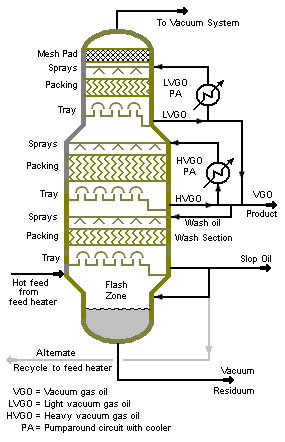 To Vacuum System
Mesh Pad
Sprays
Packing
LVGO
PA
Tray
LVGO
Sprays
Packing
HVGO
PA
Tray
HVGO
VGO
Product
Sprays
Wash oil
Packing
Wash Section
Tray
Slop Oil
Hot feed
from
feed heater
Flash
Zone
Alternate
Recycle to feed heater
Vacuum
Residuum
VGO = Vacuum gas oil
LVGO = Light vacuum gas oil
HVGO = Heavy vacuum gas oil
PA = Pumparound circuit with cooler